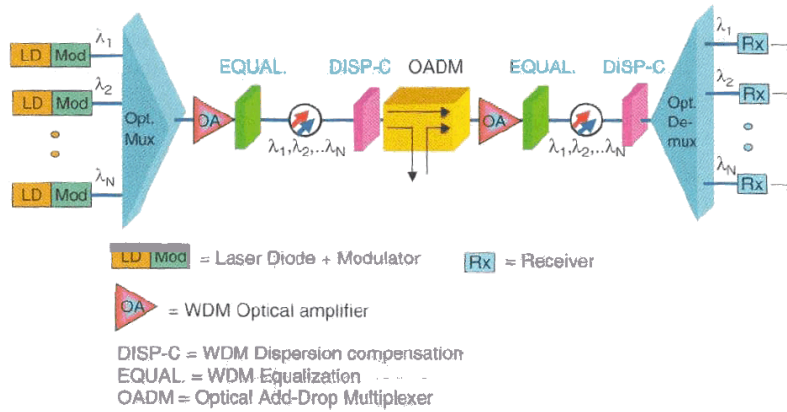 λ1
LD Mod
λ2
LD Mod
λN
LD Mod
Opt. Mux
OA
EQUAL.
λ1,λ2,..λN
DISP-C
OADM
OA
EQUAL.
λ1,λ2,..λN
DISP-C
Opt. De-mux
λ1
Rx
λ2
Rx
λN
Rx
LD Mod = Laser Diode + Modulator
Rx = Receiver
OA = WDM Optical amplifier
DISP-C = WDM Dispersion compensation
EQUAL. = WDM Equalization
OADM = Optical Add-Drop Multiplexer